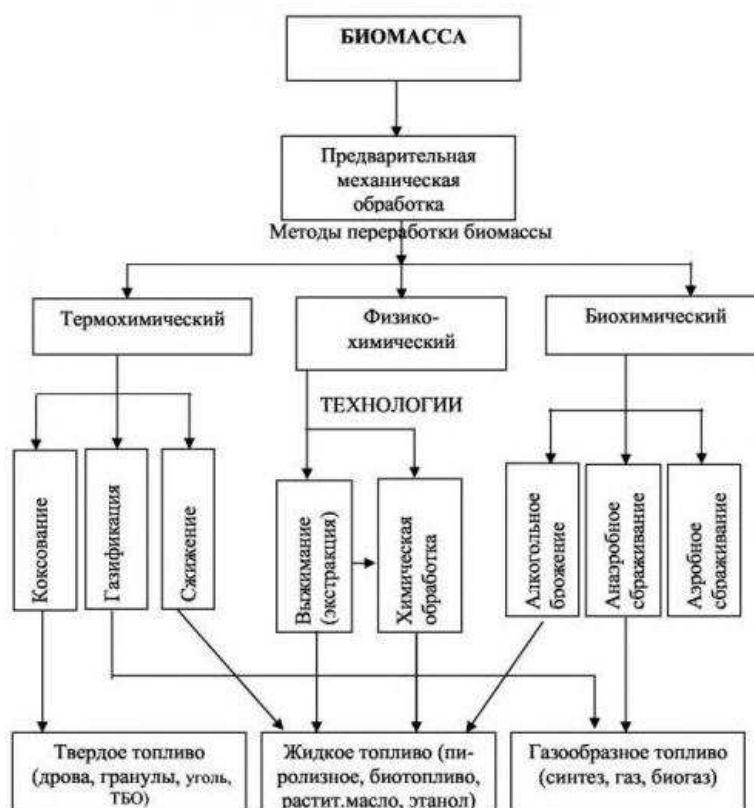 БИОМАССА
Предварительная
механическая
обработка
Методы переработки биомассы
Термохимический
Физико-
химический
Биохимический
ТЕХНОЛОГИИ
Коксование
Газификация
Сжижение
Выжимание
(экстракция)
Химическая
обработка
Алкогольное
брожение
Анаэробное
сбраживание
Аэробное
сбраживание
Твердое топливо
(дрова, гранулы, уголь,
ТБО)
Жидкое топливо (пи-
ролизное, биотопливо,
растит.масло, этанол)
Газообразное топливо
(синтез, газ, биогаз)